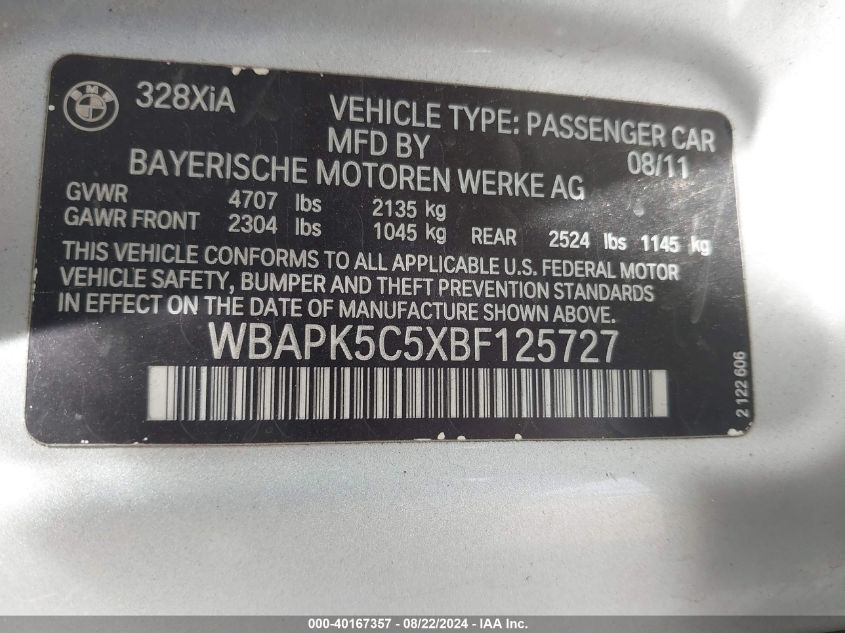 BMW
328XiA
VEHICLE TYPE: PASSENGER CAR
MFD BY 08/11
BAYERISCHE MOTOREN WERKE AG
GVWR 4707 lbs 2135 kg
GAWR FRONT 2304 lbs 1045 kg REAR 2524 lbs 1145 kg
THIS VEHICLE CONFORMS TO ALL APPLICABLE U.S. FEDERAL MOTOR
VEHICLE SAFETY, BUMPER AND THEFT PREVENTION STANDARDS
IN EFFECT ON THE DATE OF MANUFACTURE SHOWN ABOVE.
WBAPK5C5XBF125727
2 122 606
000-40167357 - 08/22/2024 - IAA Inc.